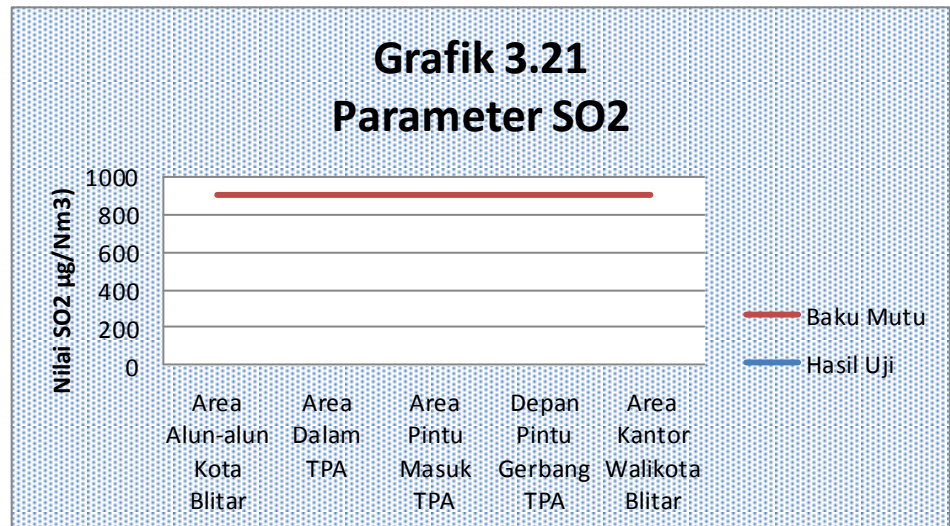 Grafik 3.21
Parameter SO2
Nilai SO2 µg/Nm3)
1000
800
600
400
200
0
Area Alun-alun Kota Blitar
Area Dalam TPA
Area Pintu Masuk TPA
Depan Pintu Gerbang TPA
Area Kantor Walikota Blitar
Baku Mutu
Hasil Uji